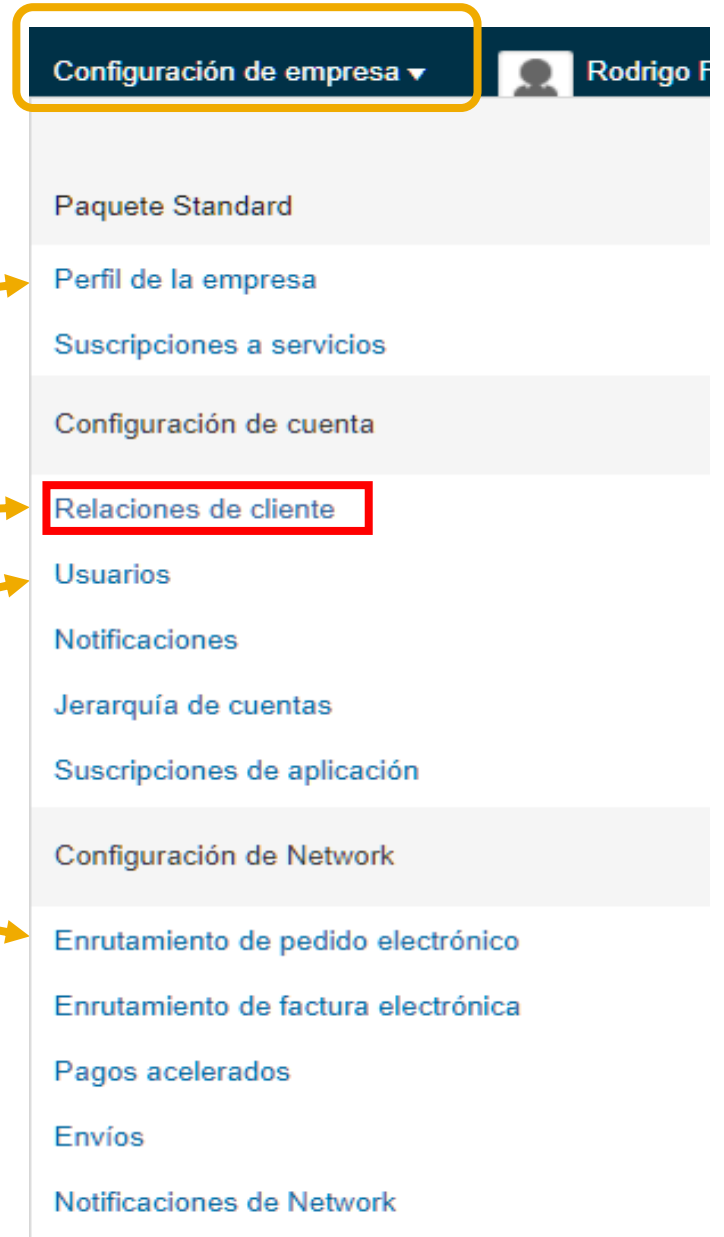 Configuración de empresa ▾ Rodrigo
Paquete Standard
Perfil de la empresa
Suscripciones a servicios
Configuración de cuenta
Relaciones de cliente
Usuarios
Notificaciones
Jerarquía de cuentas
Suscripciones de aplicación
Configuración de Network
Enrutamiento de pedido electrónico
Enrutamiento de factura electrónica
Pagos acelerados
Envíos
Notificaciones de Network